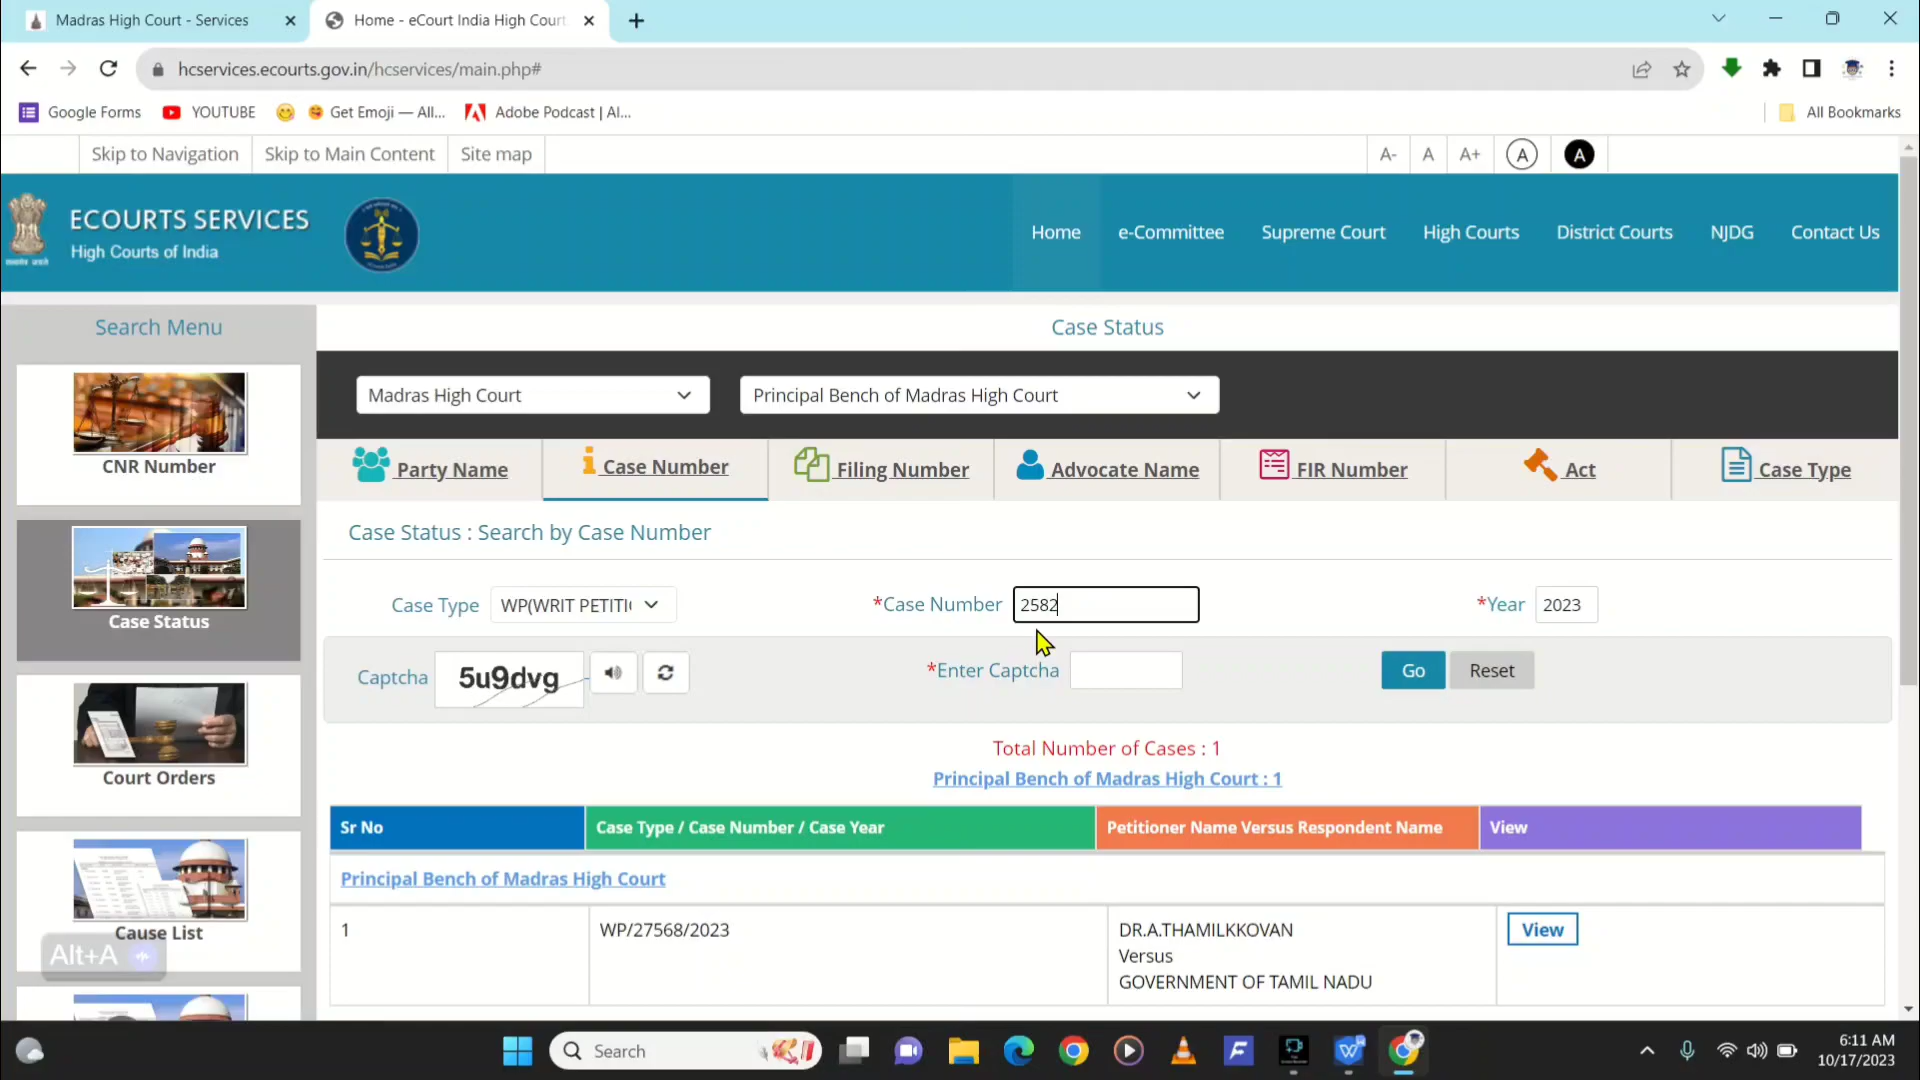 Madras High Court - Services
Home - eCourt India High Court
hcservices.ecourts.gov.in/hcservices/main.php#
Google Forms
YOUTUBE
Get Emoji — All...
Adobe Podcast | AI...
All Bookmarks
Skip to Navigation
Skip to Main Content
Site map
A-
A
A+
A
A
ECOURTS SERVICES
High Courts of India
Home
e-Committee
Supreme Court
High Courts
District Courts
NJDG
Contact Us
Search Menu
CNR Number
Case Status
Court Orders
Cause List
Alt+A
Case Status
Madras High Court
Principal Bench of Madras High Court
Party Name
Case Number
Filing Number
Advocate Name
FIR Number
Act
Case Type
Case Status : Search by Case Number
Case Type
WP(WRIT PETITI
*Case Number
2582
*Year
2023
Captcha
5u9dvg
*Enter Captcha
Go
Reset
Total Number of Cases : 1
Principal Bench of Madras High Court : 1
Sr No
Case Type / Case Number / Case Year
Petitioner Name Versus Respondent Name
View
Principal Bench of Madras High Court
1
WP/27568/2023
DR.A.THAMILKKOVAN
Versus
GOVERNMENT OF TAMIL NADU
View
Search
6:11 AM
10/17/2023